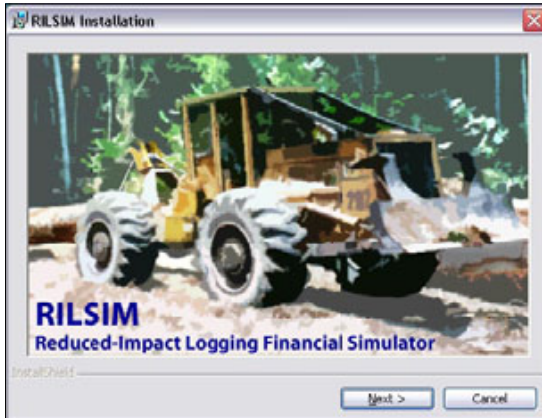 RILSIM Installation
RILSIM
Reduced-Impact Logging Financial Simulator
InstallShield
Next >
Cancel